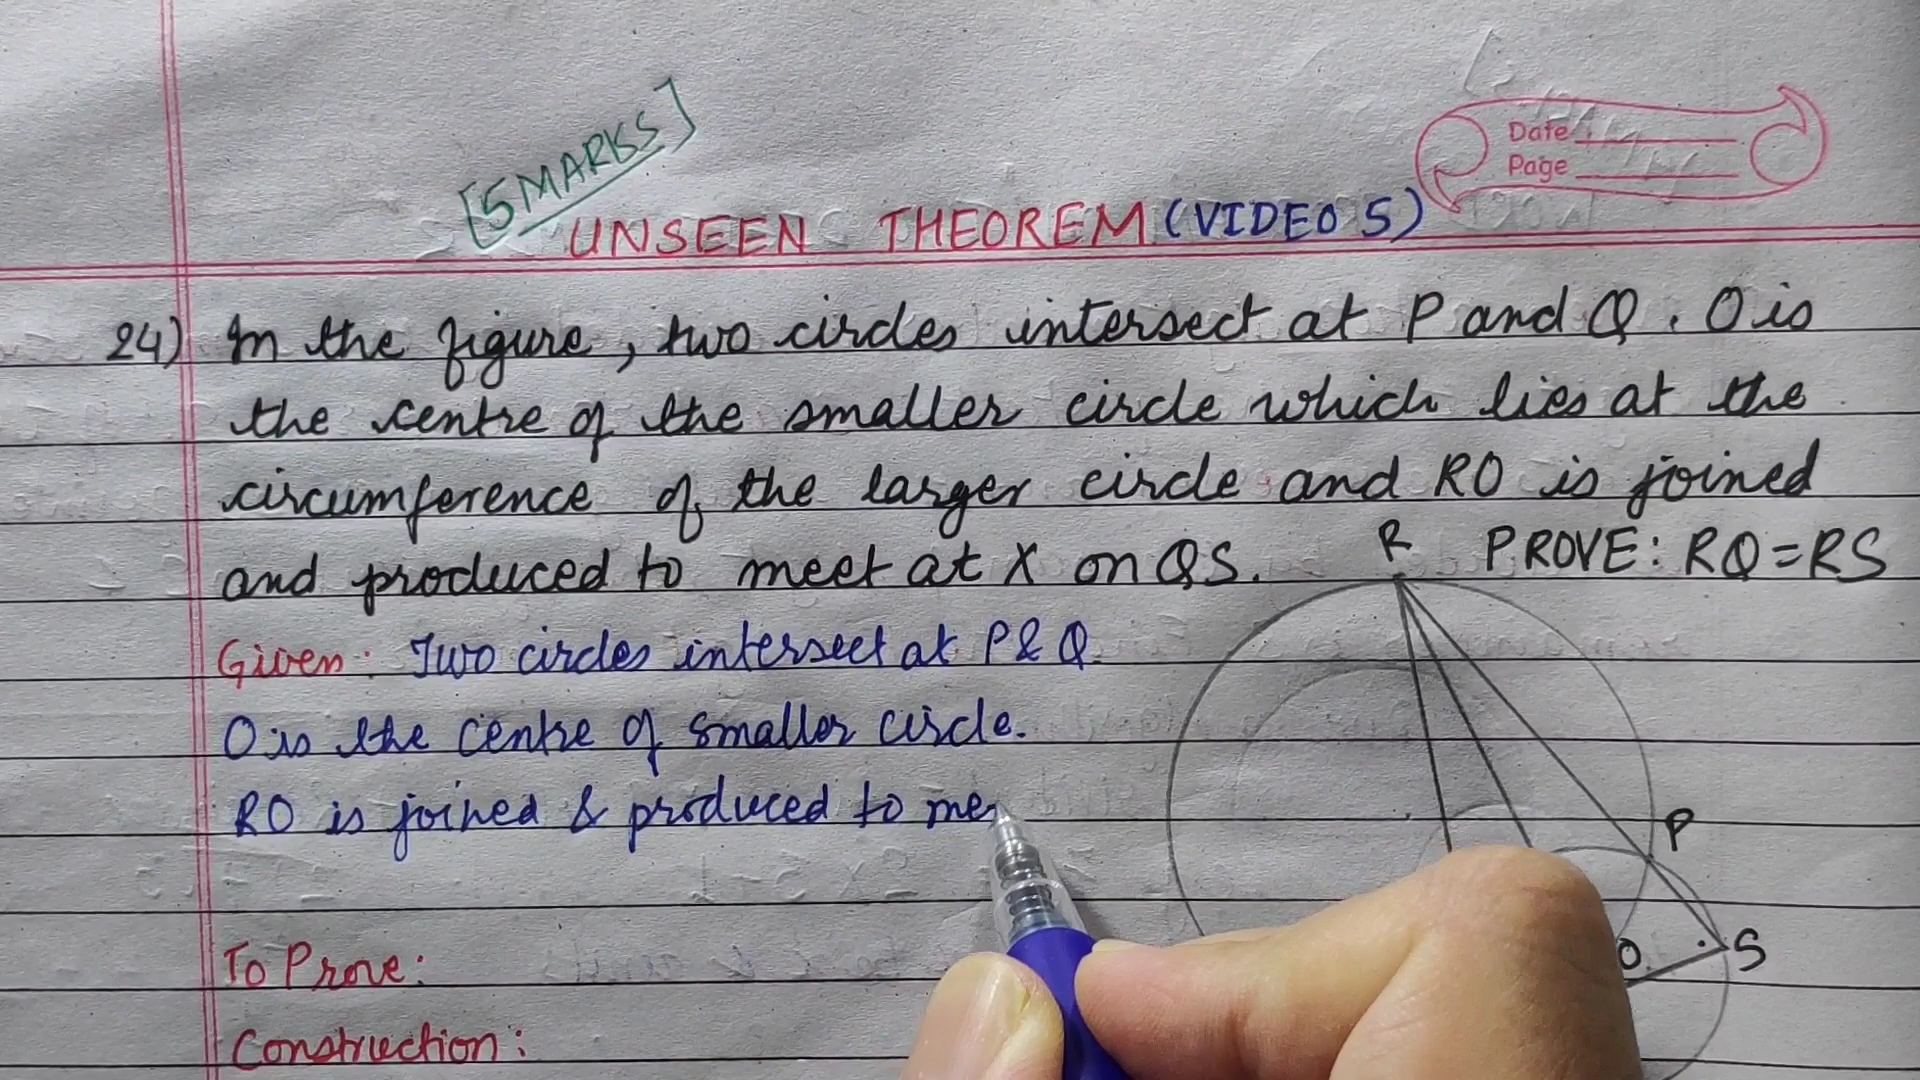 [5 MARKS]
Date
Page
UNSEEN THEOREM (VIDEO 5)
24) In the figure, two circles intersect at P and Q. O is
the centre of the smaller circle which lies at the
circumference of the larger circle and RO is joined
and produced to meet at X on QS.
PROVE: RQ=RS
R
Given: Two circles intersect at P & Q.
O is the centre of smaller circle.
RO is joined & produced to me
P
To Prove:
O
S
Construction: